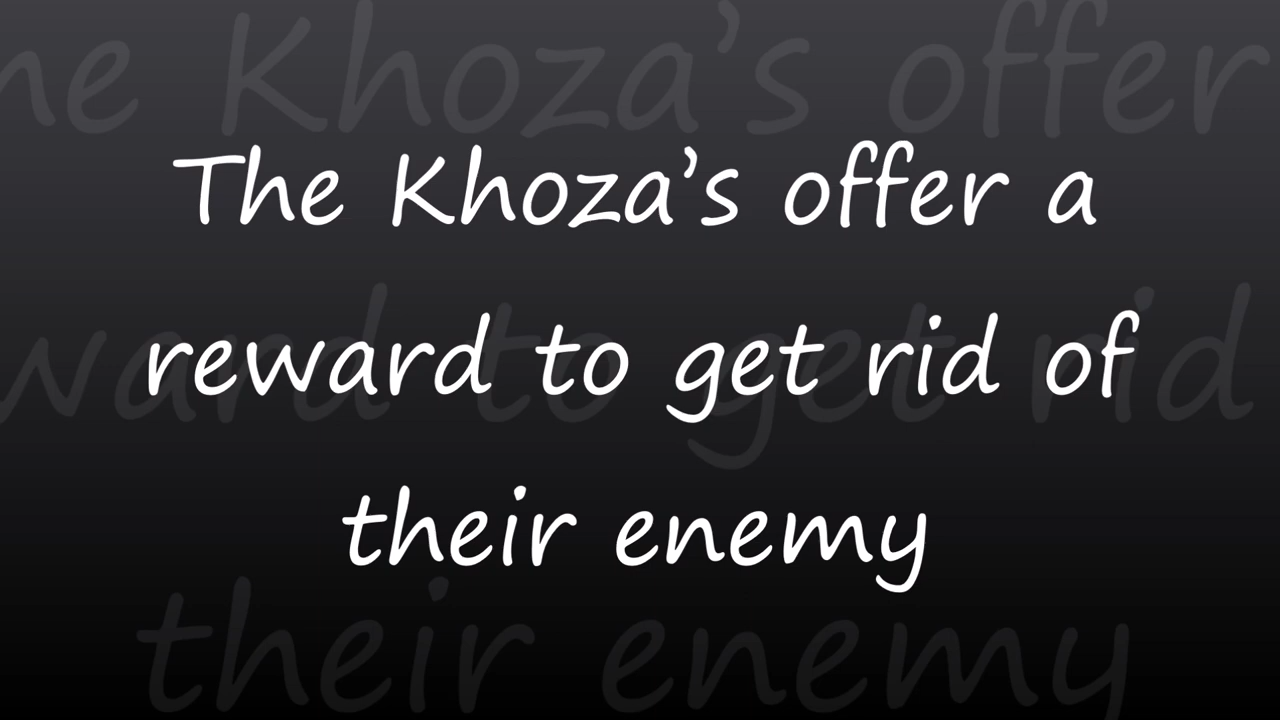 The Khoza’s offer a
reward to get rid of
their enemy